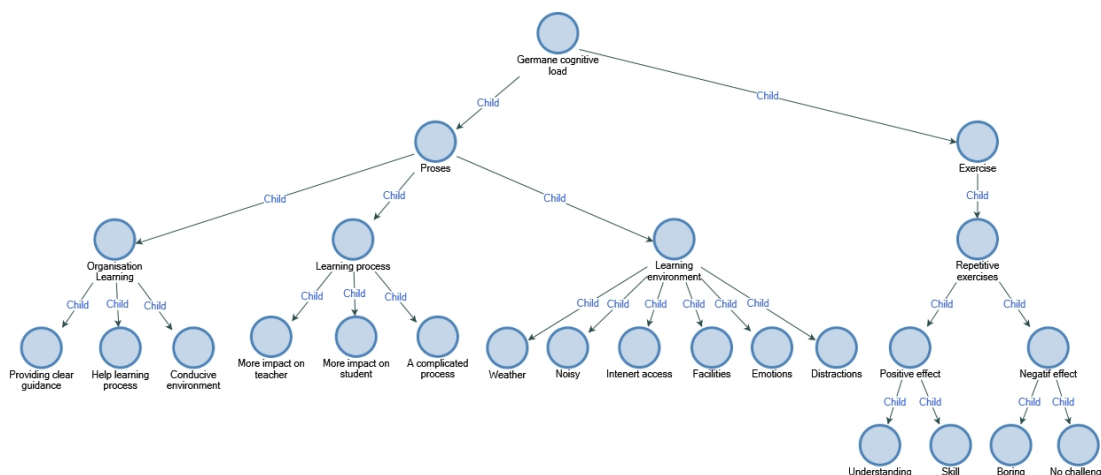 Germane cognitive
load
Child
Child
Proses
Exercise
Child
Child
Child
Child
Organisation
Learning
Learning process
Learning
environment
Repetitive
exercises
Child
Child
Child
Child
Child
Child
Child
Child
Child
Child
Child
Child
Child
Child
Providing clear
guidance
Help learning
process
Conducive
environment
More impact on
teacher
More impact on
student
A complicated
process
Weather
Noisy
Intenert access
Facilities
Emotions
Distractions
Positive effect
Negatif effect
Child
Child
Child
Child
Understanding
Skill
Boring
No challeng